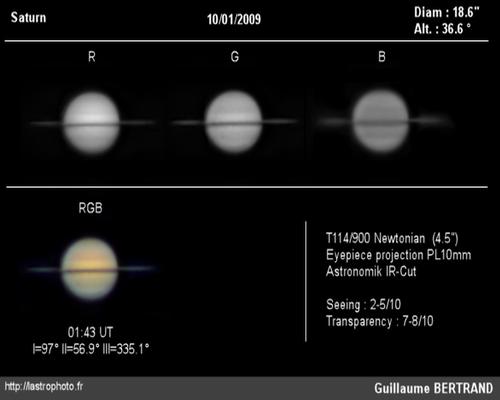 Saturn
10/01/2009
Diam : 18.6"
Alt. : 36.6 °
R
G
B
RGB
01:43 UT
I=97° II=56.9° III=335.1°
T114/900 Newtonian (4.5")
Eyepiece projection PL10mm
Astronomik IR-Cut
Seeing : 2-5/10
Transparency : 7-8/10
http://lastrophoto.fr
Guillaume BERTRAND